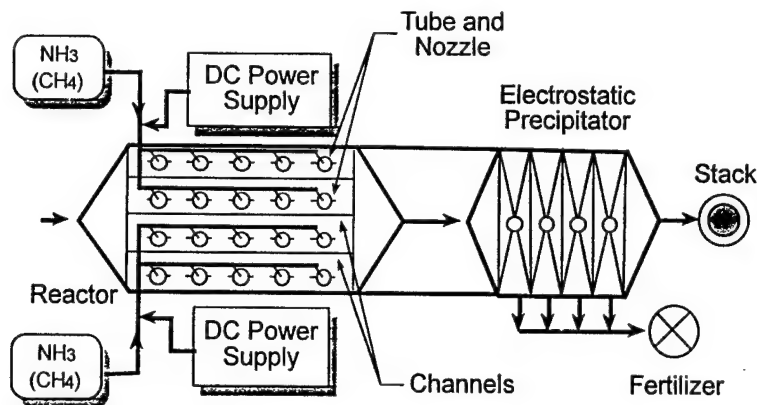 NH3
(CH4)
DC Power
Supply
Tube and
Nozzle
Electrostatic
Precipitator
Stack
Reactor
NH3
(CH4)
DC Power
Supply
Channels
Fertilizer